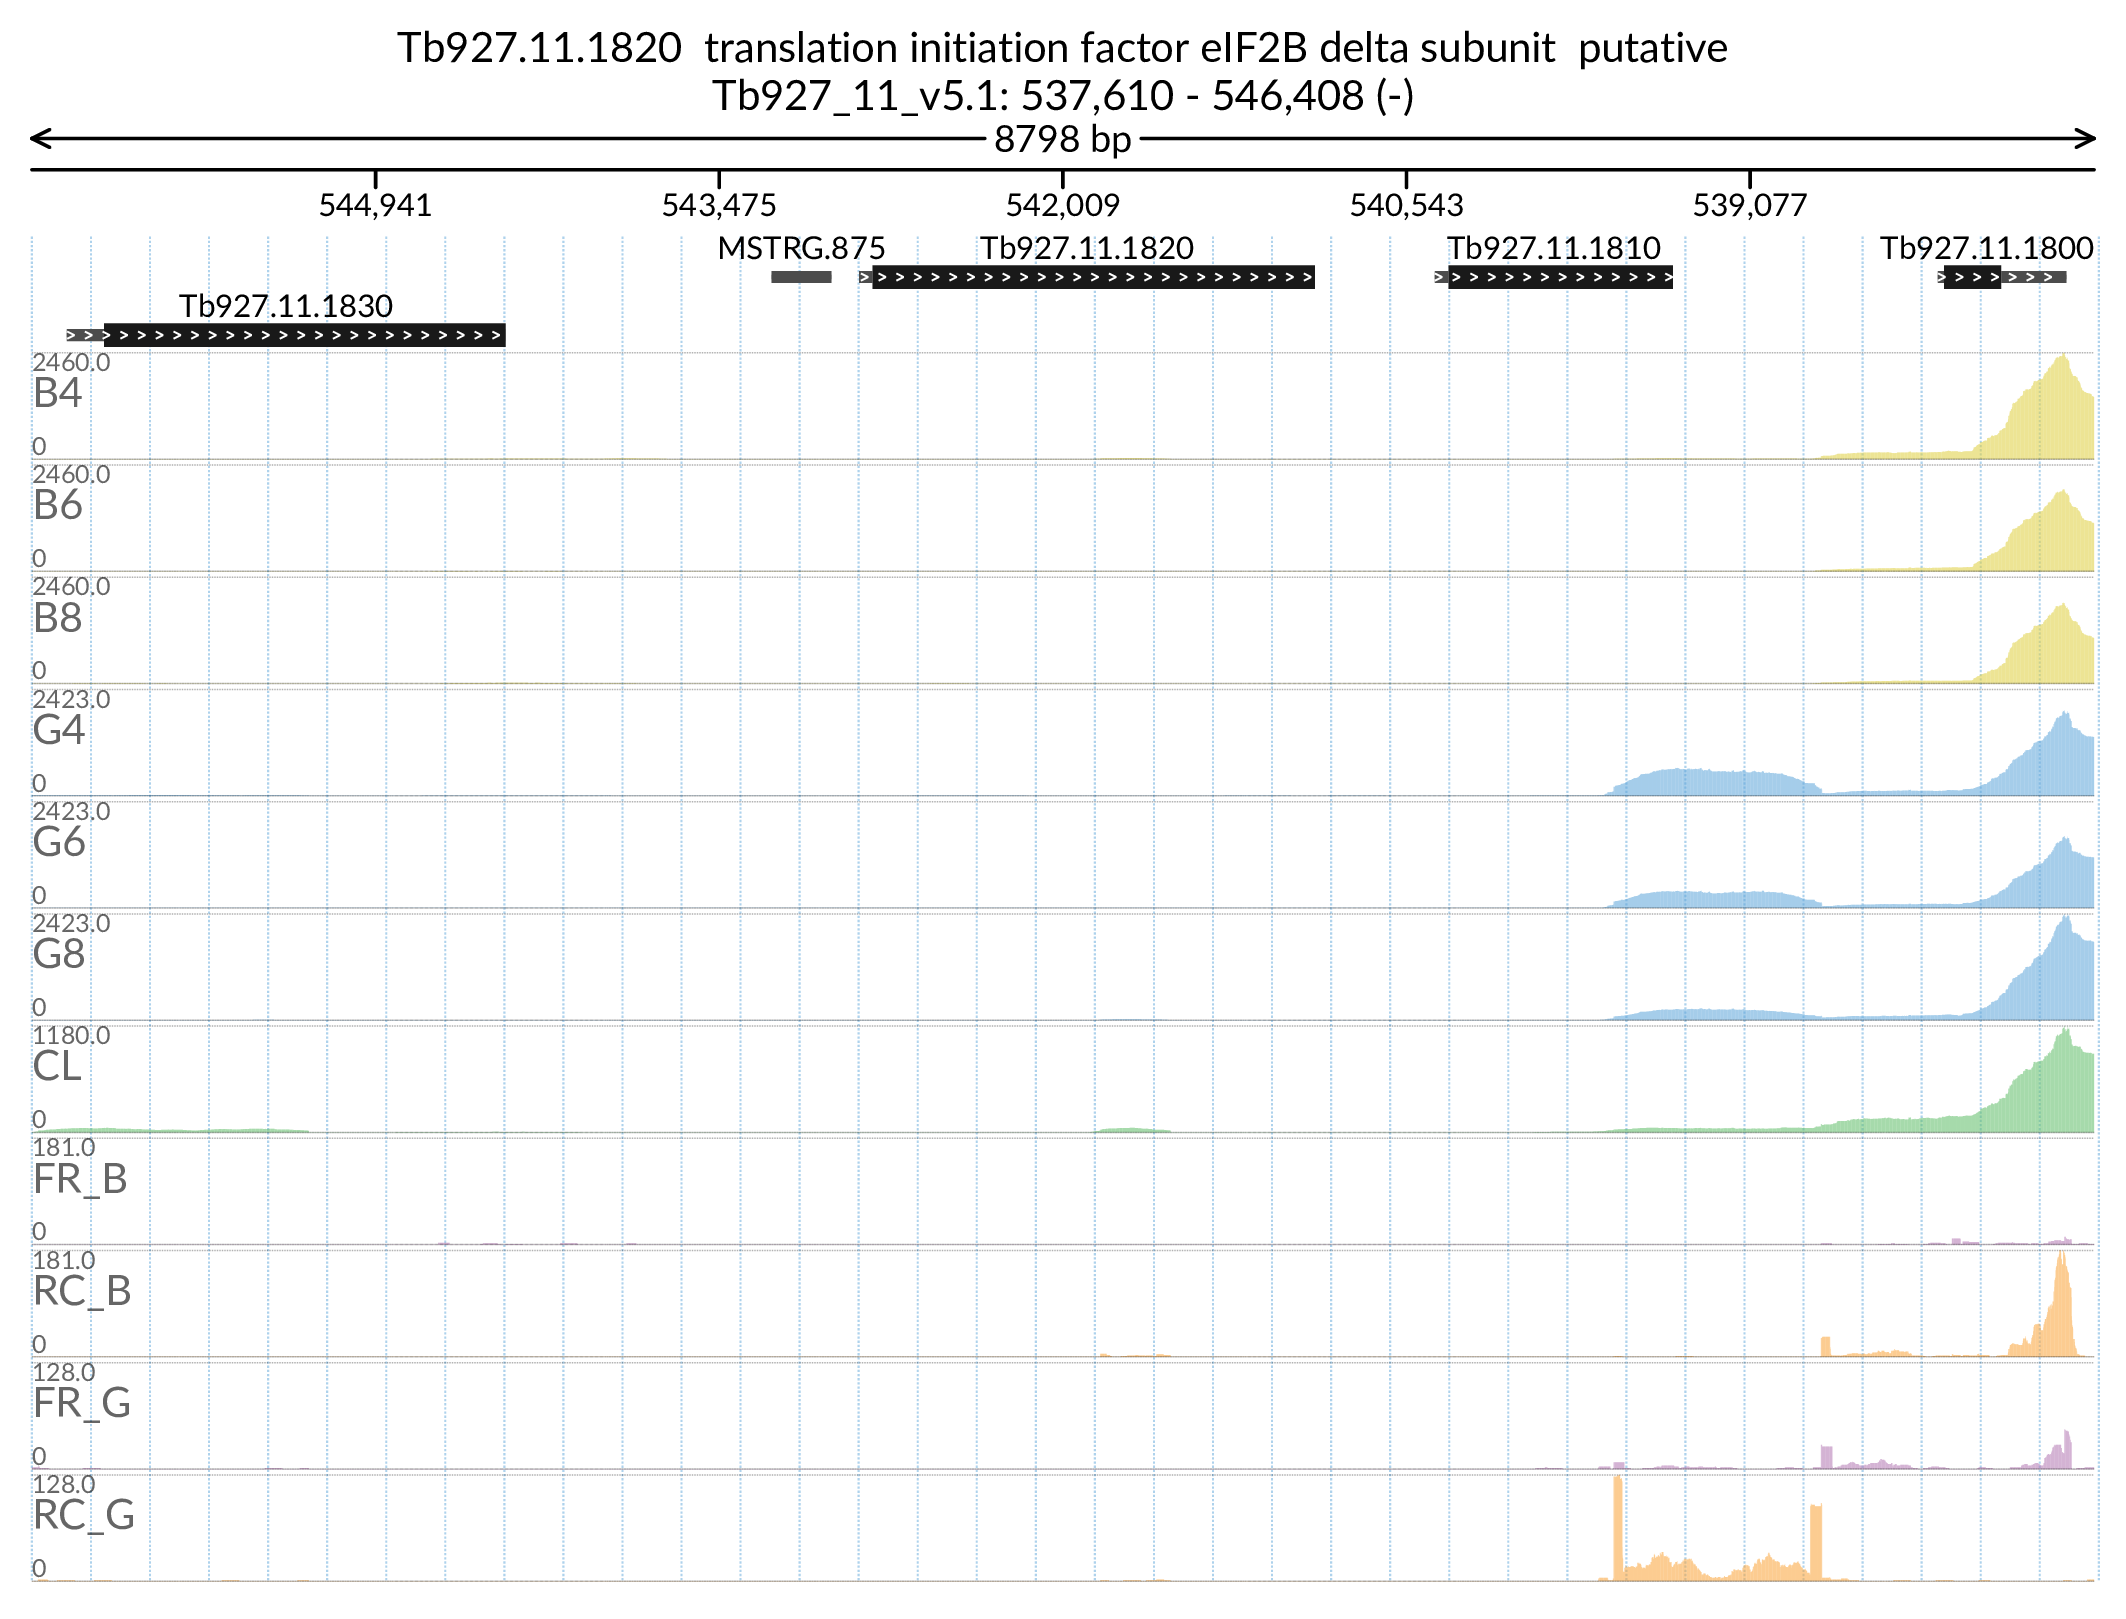 Tb927.11.1820  translation initiation factor eIF2B delta subunit  putative
Tb927_11_v5.1: 537,610 - 546,408 (-)
8798 bp
544,941 543,475 542,009 540,543 539,077
MSTRG.875 Tb927.11.1820 Tb927.11.1810 Tb927.11.1800
Tb927.11.1830
2460.0
B4
0
2460.0
B6
0
2460.0
B8
0
2423.0
G4
0
2423.0
G6
0
2423.0
G8
0
1180.0
CL
0
181.0
FR_B
0
181.0
RC_B
0
128.0
FR_G
0
128.0
RC_G
0